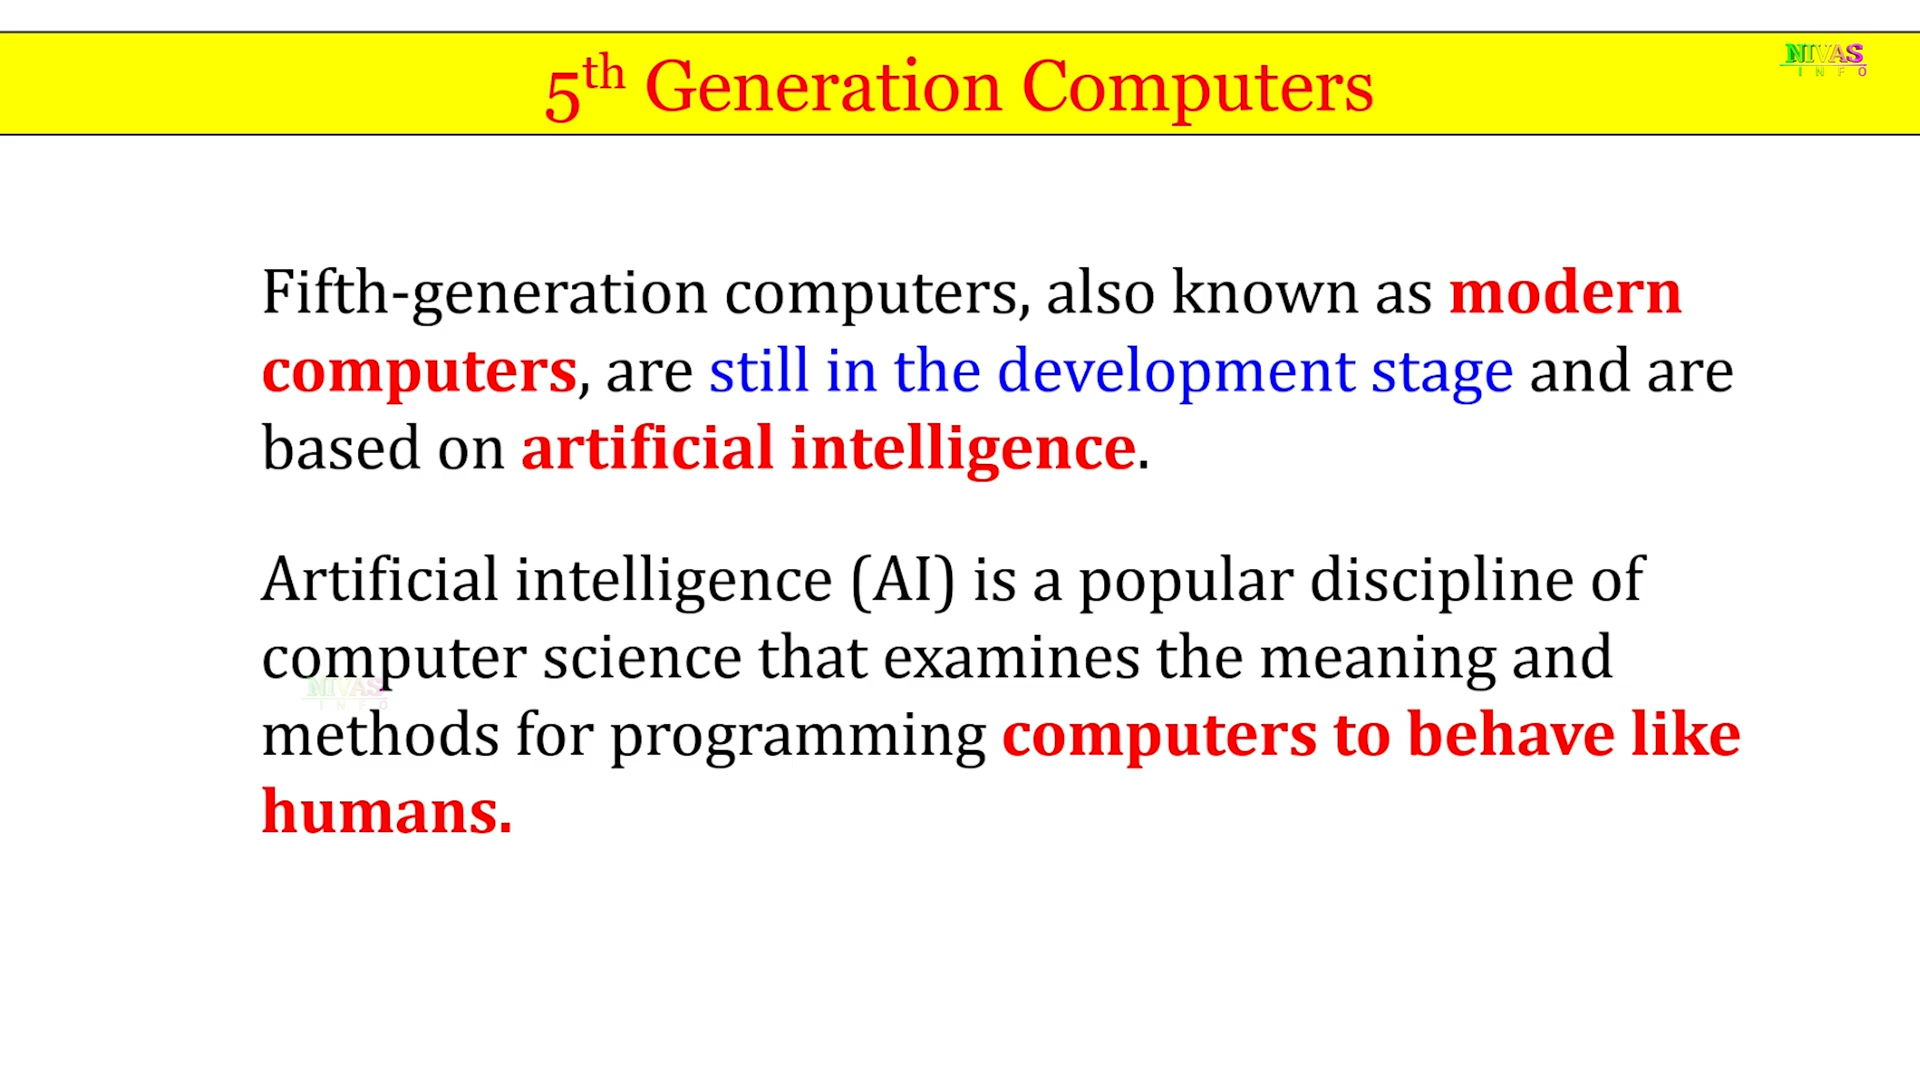 5th Generation Computers
NIVAS
INFO
Fifth-generation computers, also known as modern
computers, are still in the development stage and are
based on artificial intelligence.
Artificial intelligence (AI) is a popular discipline of
computer science that examines the meaning and
NIVAS
INFO
methods for programming computers to behave like
humans.